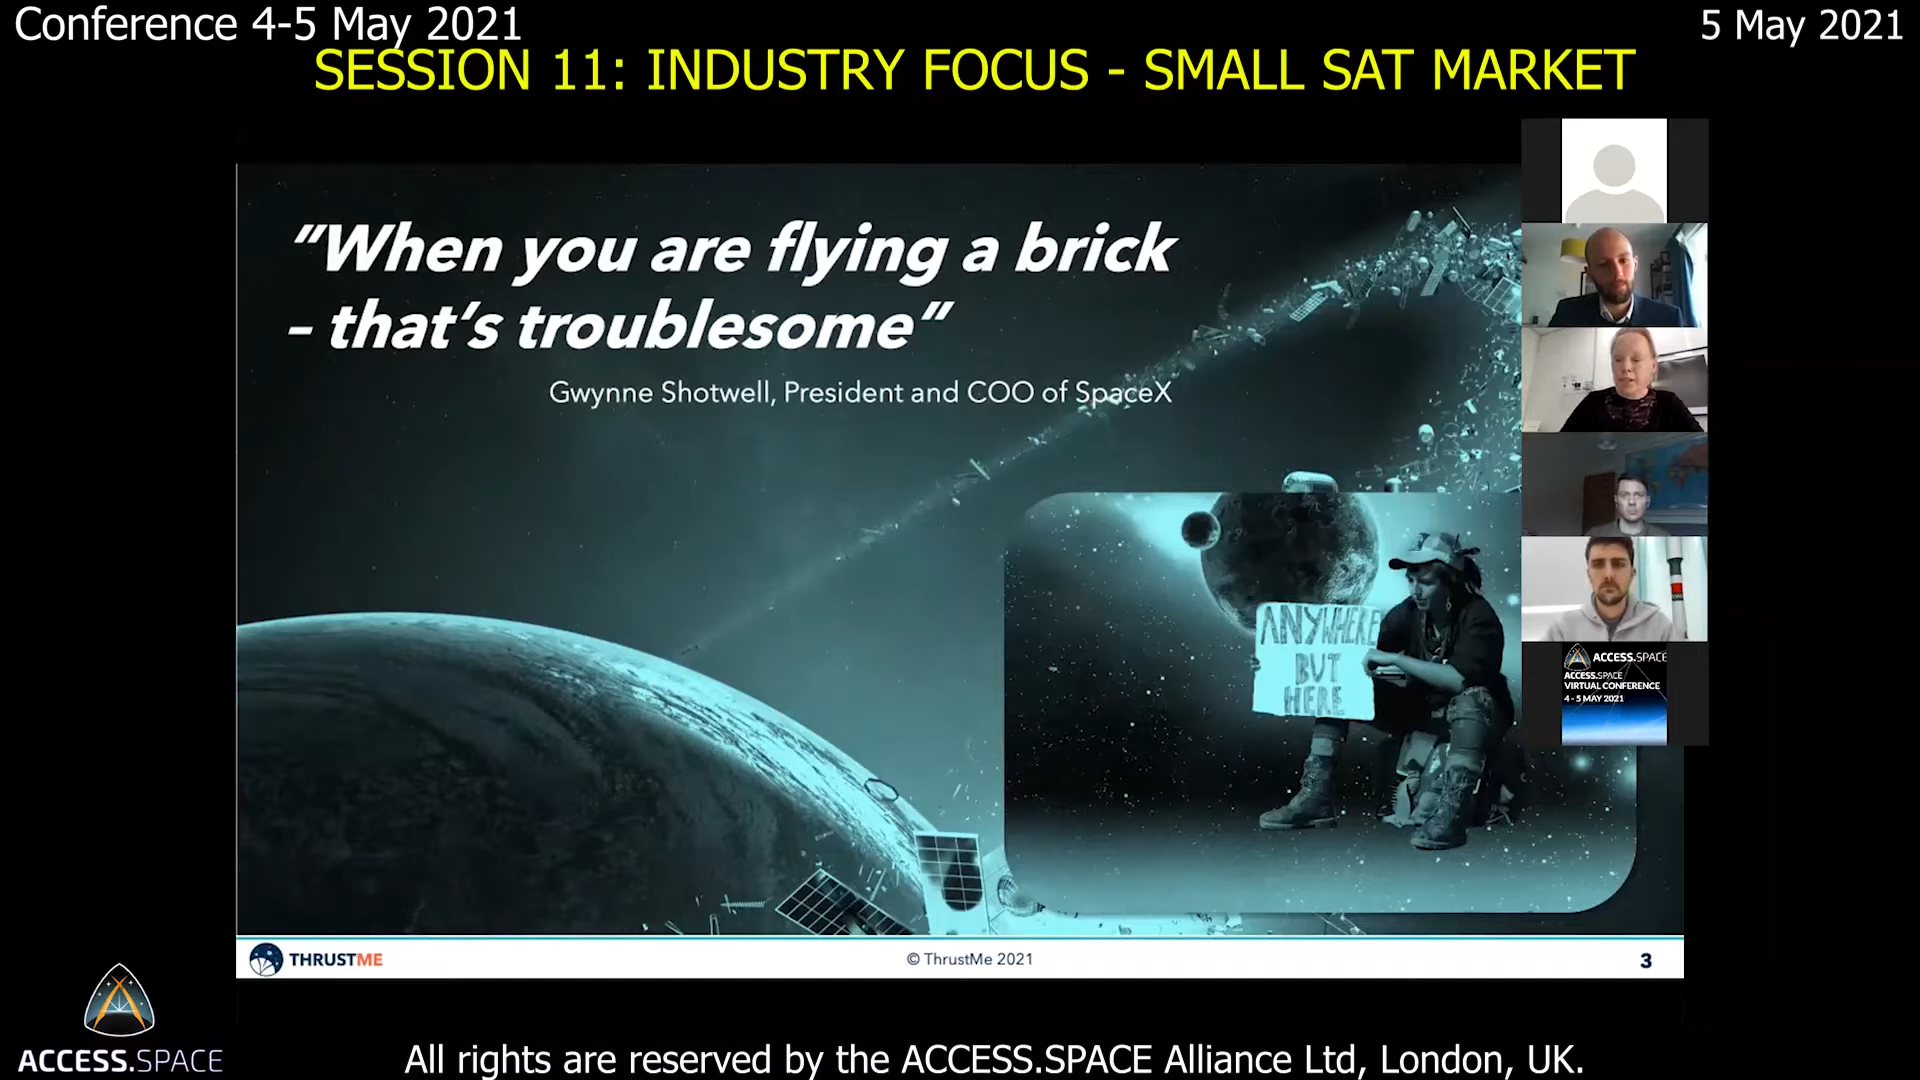 Conference 4-5 May 2021
5 May 2021
SESSION 11: INDUSTRY FOCUS - SMALL SAT MARKET
"When you are flying a brick
– that's troublesome"
Gwynne Shotwell, President and COO of SpaceX
ANYWHERE
BUT
HERE
ACCESS.SPACE
ACCESS.SPACE
VIRTUAL CONFERENCE
4 - 5 MAY 2021
THRUSTME
© ThrustMe 2021
3
ACCESS.SPACE
All rights are reserved by the ACCESS.SPACE Alliance Ltd, London, UK.